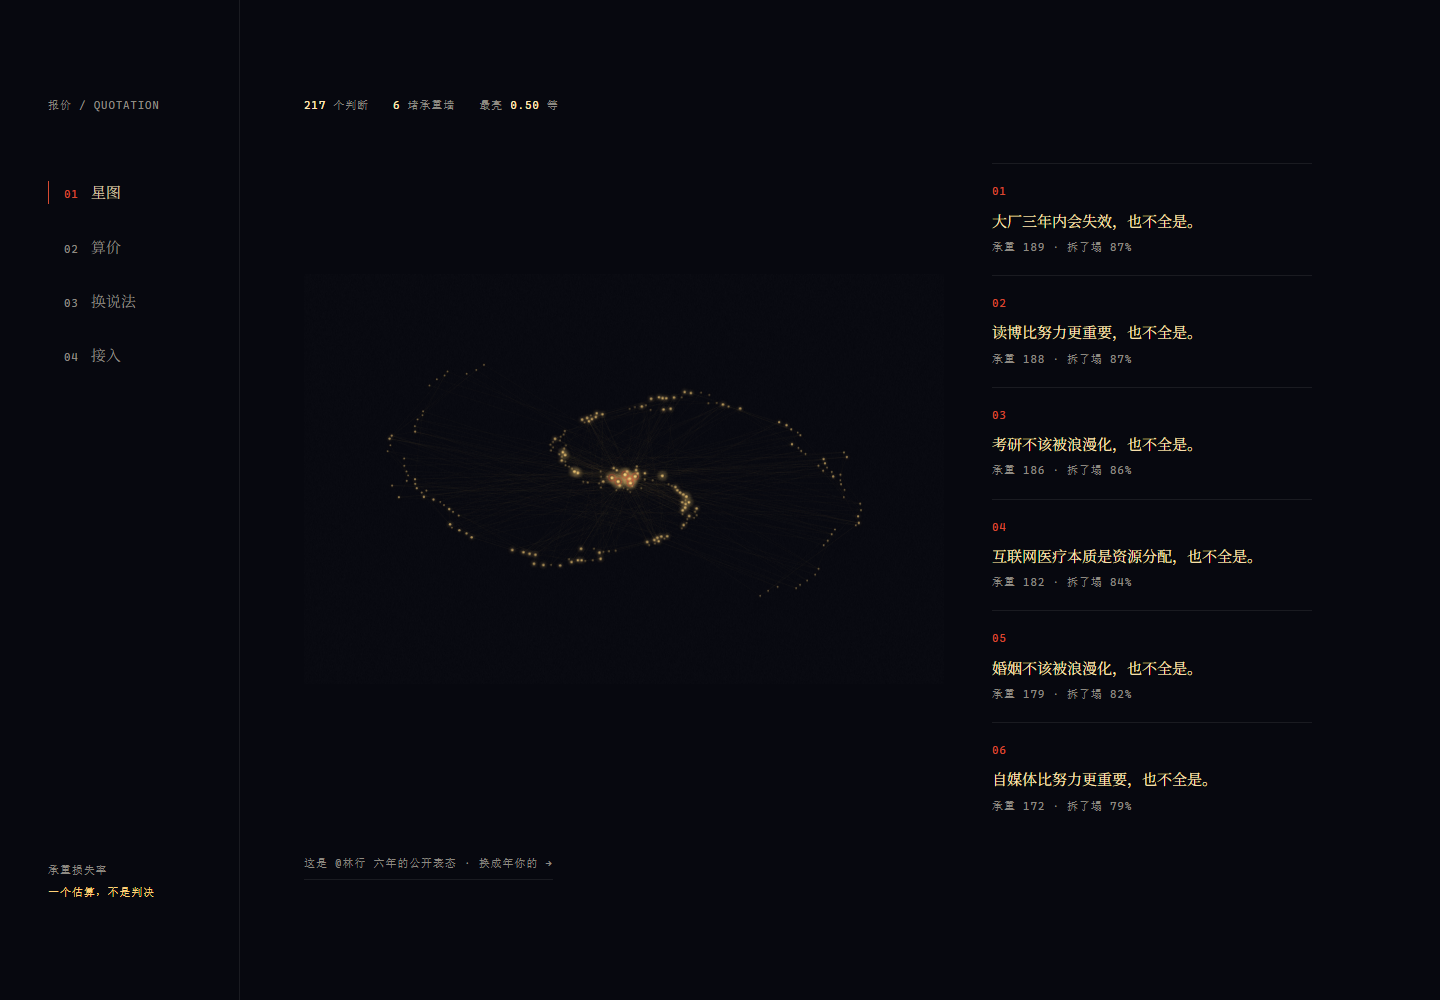 报价 / QUOTATION
01 星图
02 算价
03 换说法
04 接入
承重损失率
一个估算，不是判决
217 个判断 6 堵承重墙 最亮 0.50 等
这是 @林行 六年的公开表态 · 换成年你的 →
01
大厂三年内会失效，也不全是。
承重 189 · 拆了塌 87%
02
读博比努力更重要，也不全是。
承重 188 · 拆了塌 87%
03
考研不该被浪漫化，也不全是。
承重 186 · 拆了塌 86%
04
互联网医疗本质是资源分配，也不全是。
承重 182 · 拆了塌 84%
05
婚姻不该被浪漫化，也不全是。
承重 179 · 拆了塌 82%
06
自媒体比努力更重要，也不全是。
承重 172 · 拆了塌 79%